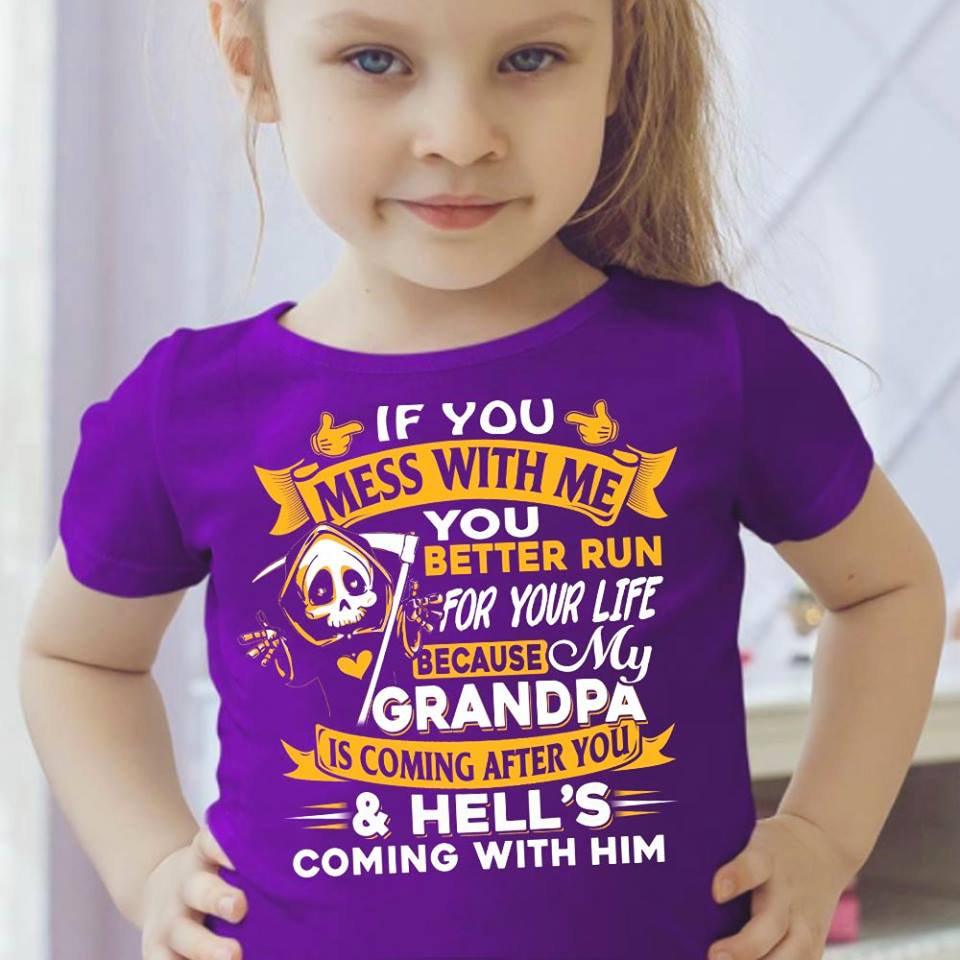 IF YOU
MESS WITH ME
YOU
BETTER RUN
FOR YOUR LIFE
BECAUSE My
GRANDPA
IS COMING AFTER YOU
& HELL'S
COMING WITH HIM